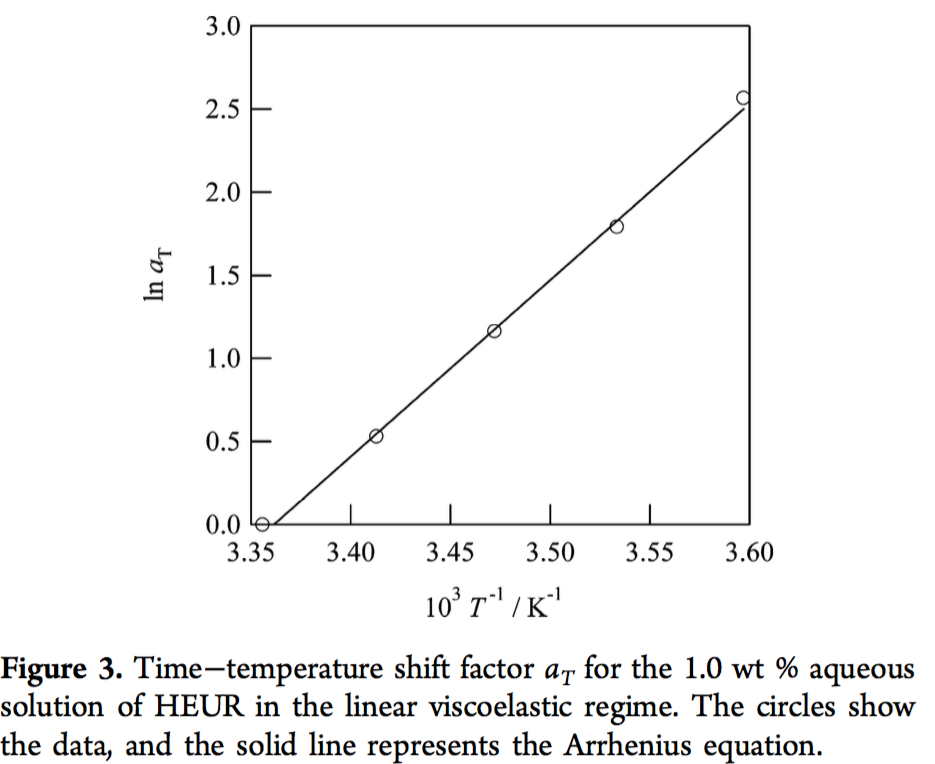 3.0
2.5
2.0
1.5
1.0
0.5
0.0
ln a_T
3.35 3.40 3.45 3.50 3.55 3.60
10³ T⁻¹ / K⁻¹
Figure 3. Time−temperature shift factor a_T for the 1.0 wt % aqueous
solution of HEUR in the linear viscoelastic regime. The circles show
the data, and the solid line represents the Arrhenius equation.